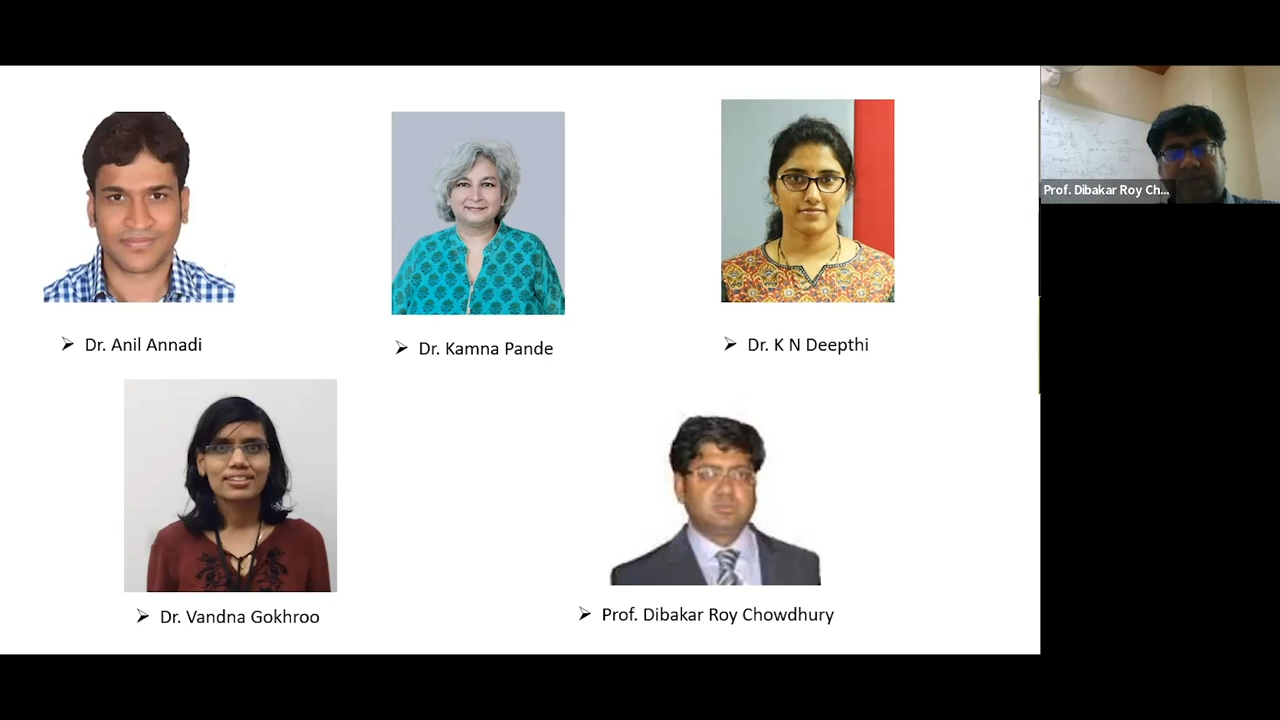 Prof. Dibakar Roy Ch...
➢ Dr. Anil Annadi
➢ Dr. Kamna Pande
➢ Dr. K N Deepthi
➢ Dr. Vandna Gokhroo
➢ Prof. Dibakar Roy Chowdhury